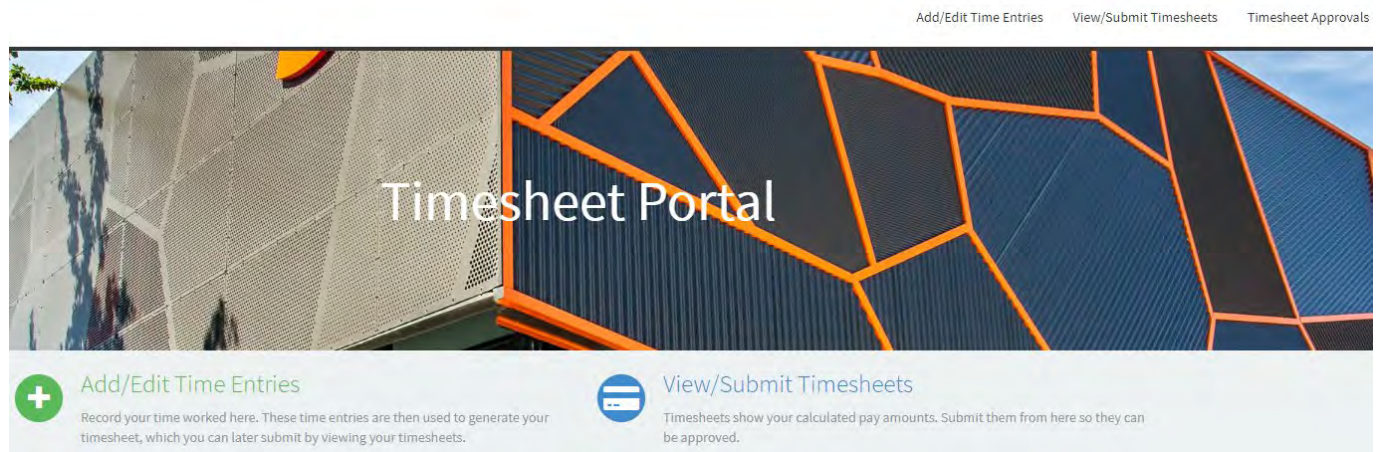 Add/Edit Time Entries View/Submit Timesheets Timesheet Approvals
Timesheet Portal
Add/Edit Time Entries
Record your time worked here. These time entries are then used to generate your
timesheet, which you can later submit by viewing your timesheets.
View/Submit Timesheets
Timesheets show your calculated pay amounts. Submit them from here so they can
be approved.